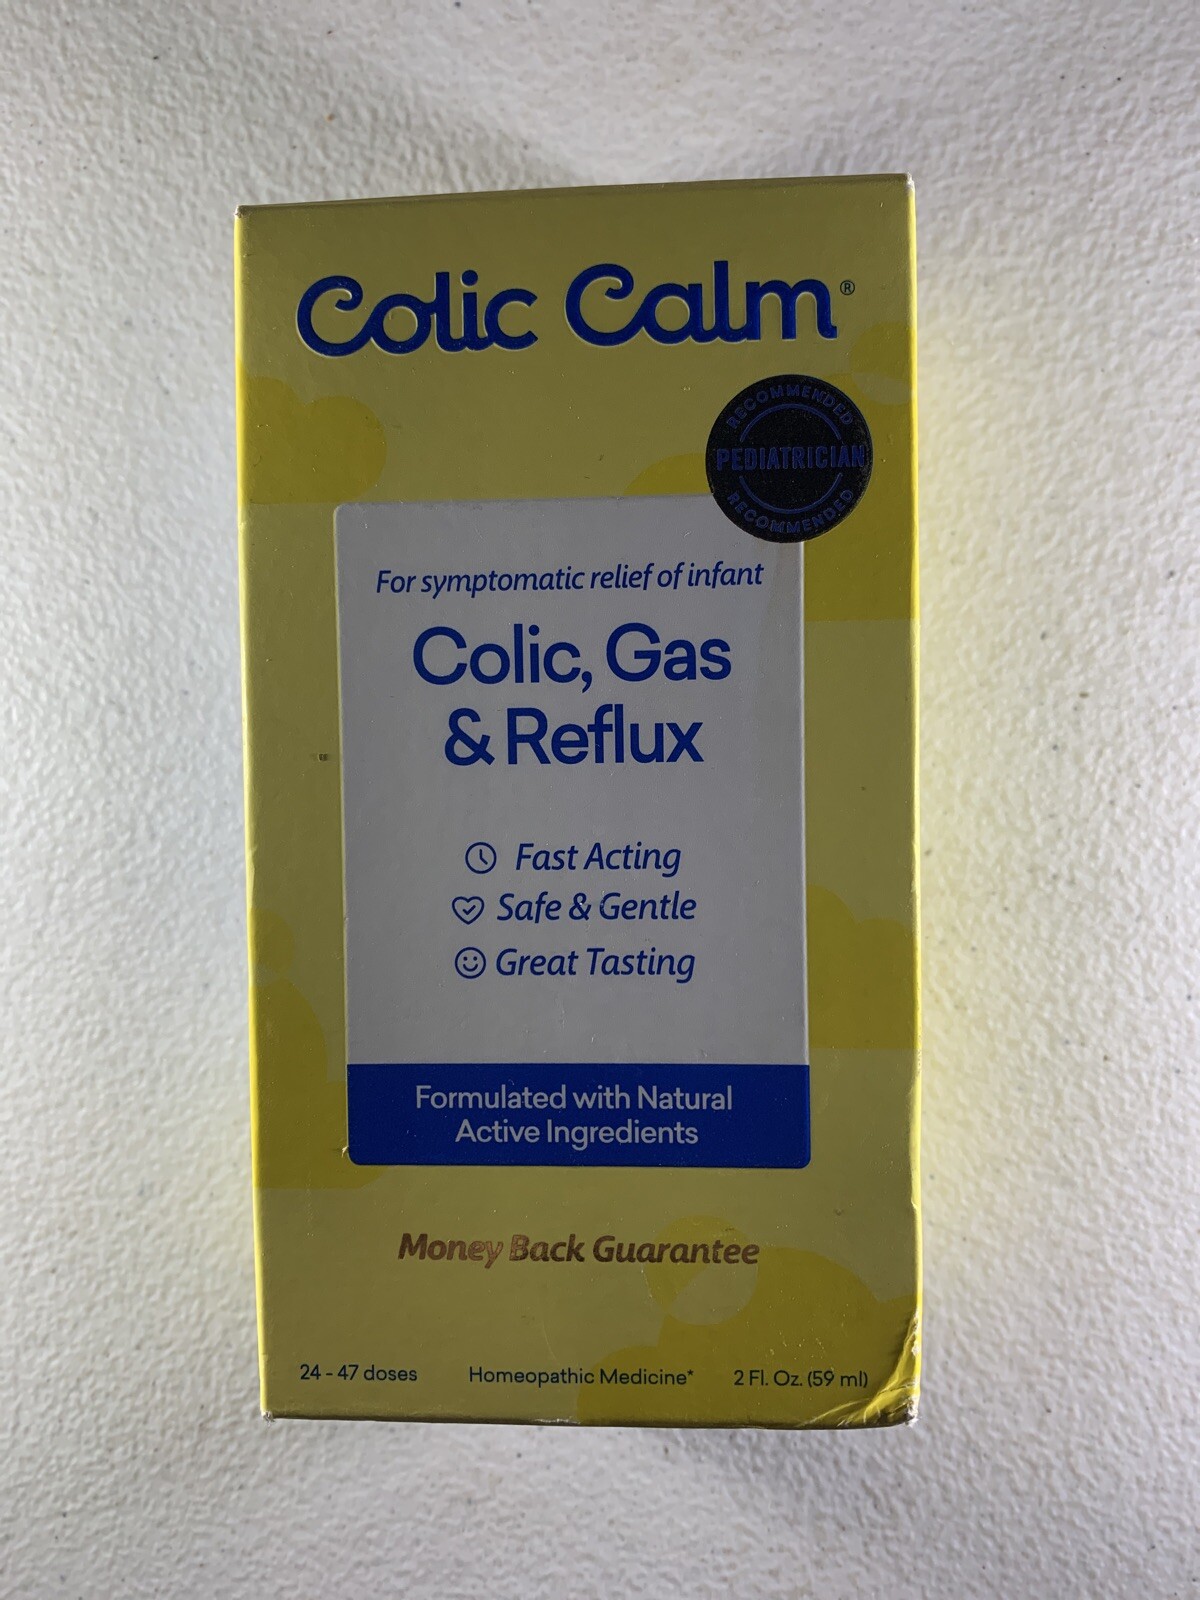 Colic Calm®
RECOMMENDED
PEDIATRICIAN
RECOMMENDED
For symptomatic relief of infant
Colic, Gas
& Reflux
Fast Acting
Safe & Gentle
Great Tasting
Formulated with Natural
Active Ingredients
Money Back Guarantee
24 - 47 doses Homeopathic Medicine* 2 Fl. Oz. (59 ml)